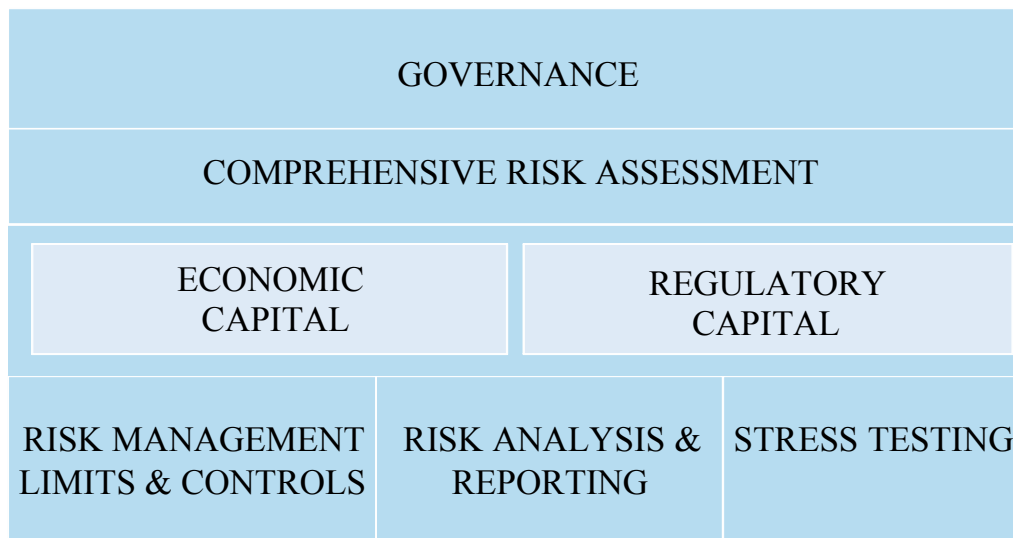 GOVERNANCE
COMPREHENSIVE RISK ASSESSMENT
ECONOMIC
CAPITAL
REGULATORY
CAPITAL
RISK MANAGEMENT
LIMITS & CONTROLS
RISK ANALYSIS &
REPORTING
STRESS TESTING